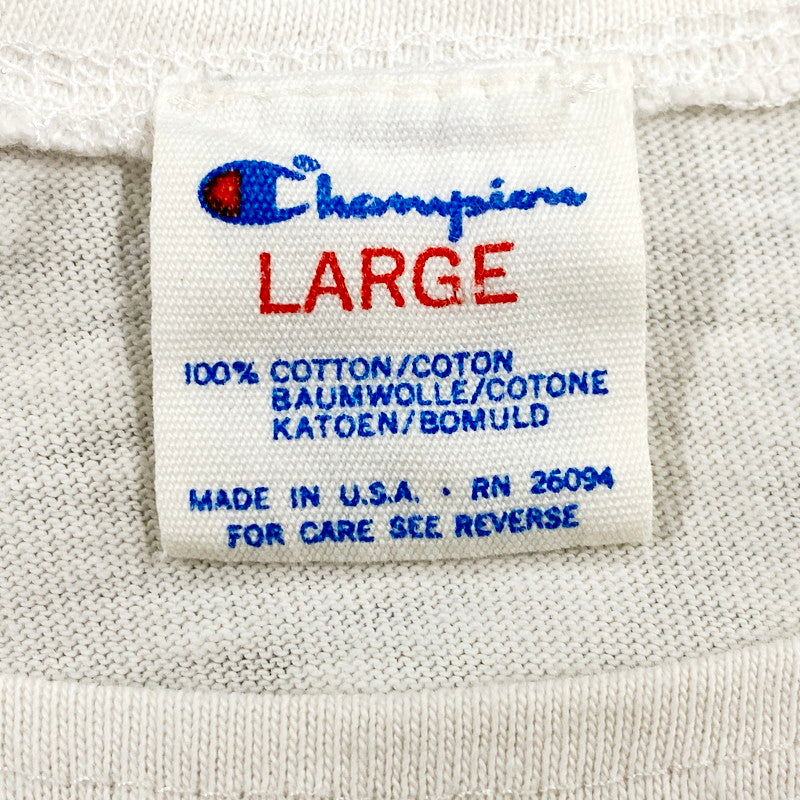 Champion
LARGE
100% COTTON/COTON
BAUMWOLLE/COTONE
KATOEN/BOMULD
MADE IN U.S.A. · RN 26094
FOR CARE SEE REVERSE